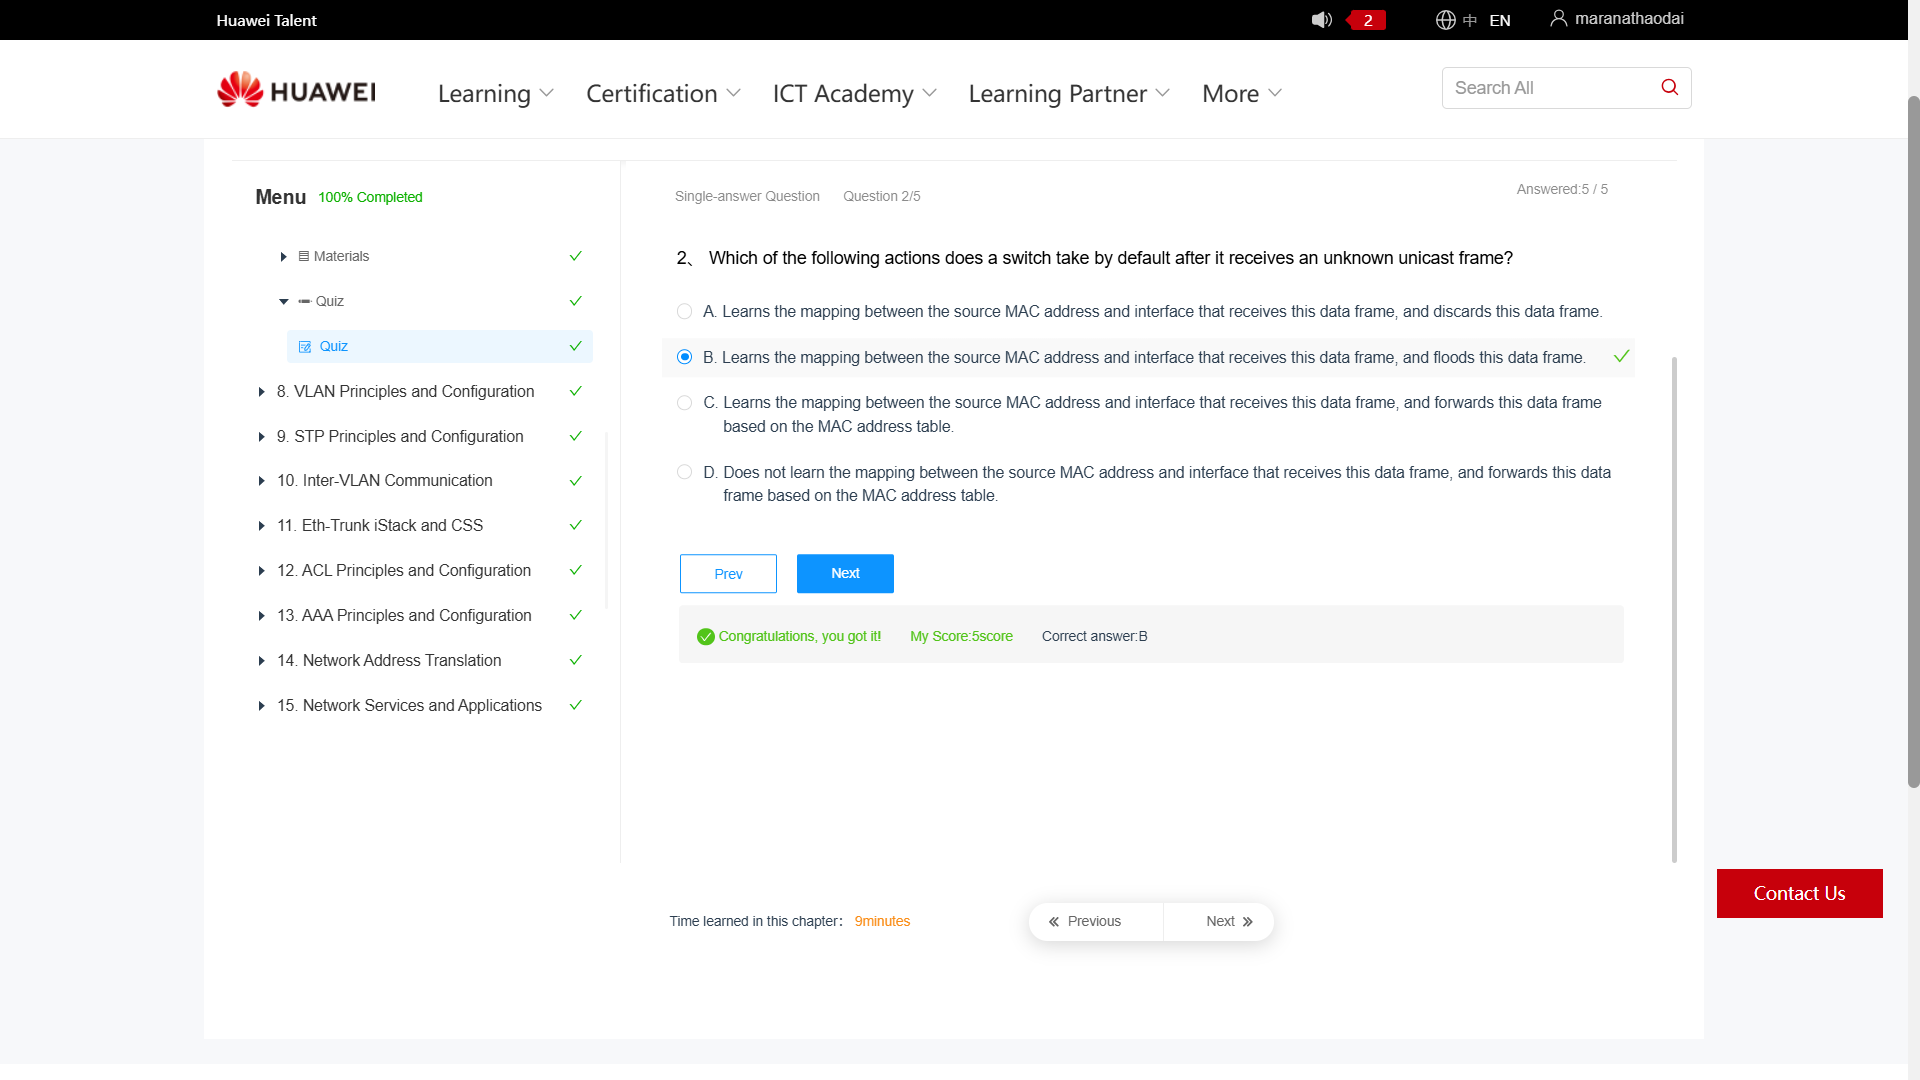 Huawei Talent
2
中 EN
maranathaodai
HUAWEI
Learning
Certification
ICT Academy
Learning Partner
More
Search All
Menu 100% Completed
Materials
Quiz
Quiz
8. VLAN Principles and Configuration
9. STP Principles and Configuration
10. Inter-VLAN Communication
11. Eth-Trunk iStack and CSS
12. ACL Principles and Configuration
13. AAA Principles and Configuration
14. Network Address Translation
15. Network Services and Applications
Single-answer Question Question 2/5
Answered:5 / 5
2、 Which of the following actions does a switch take by default after it receives an unknown unicast frame?
A. Learns the mapping between the source MAC address and interface that receives this data frame, and discards this data frame.
B. Learns the mapping between the source MAC address and interface that receives this data frame, and floods this data frame.
C. Learns the mapping between the source MAC address and interface that receives this data frame, and forwards this data frame
based on the MAC address table.
D. Does not learn the mapping between the source MAC address and interface that receives this data frame, and forwards this data
frame based on the MAC address table.
Prev
Next
Congratulations, you got it! My Score:5score Correct answer:B
Time learned in this chapter： 9minutes
« Previous
Next »
Contact Us